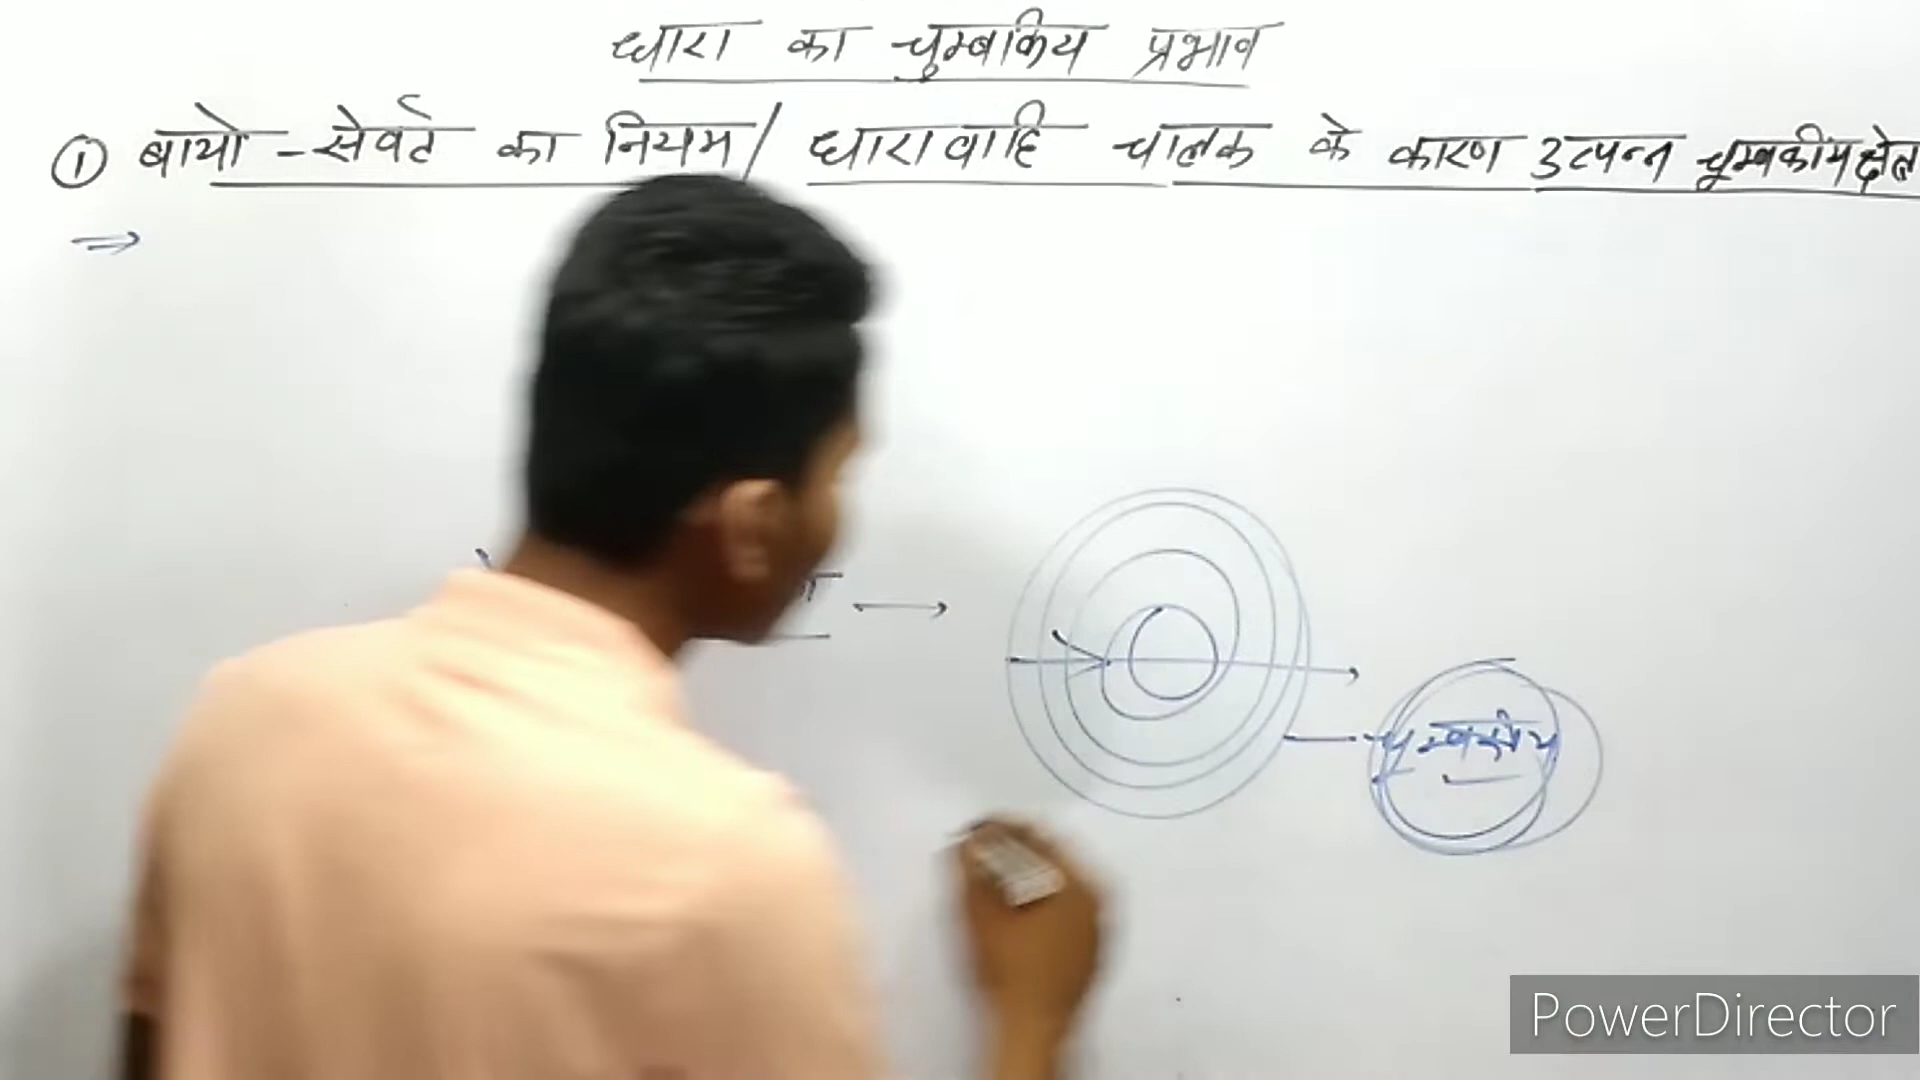 धारा का चुम्बकिय प्रभाव
① बायो-सेवर्ट का नियम / धारावाहि चालक के कारण उत्पन्न चूम्बकीय क्षेत्र
⇒
चुम्बकीय
PowerDirector